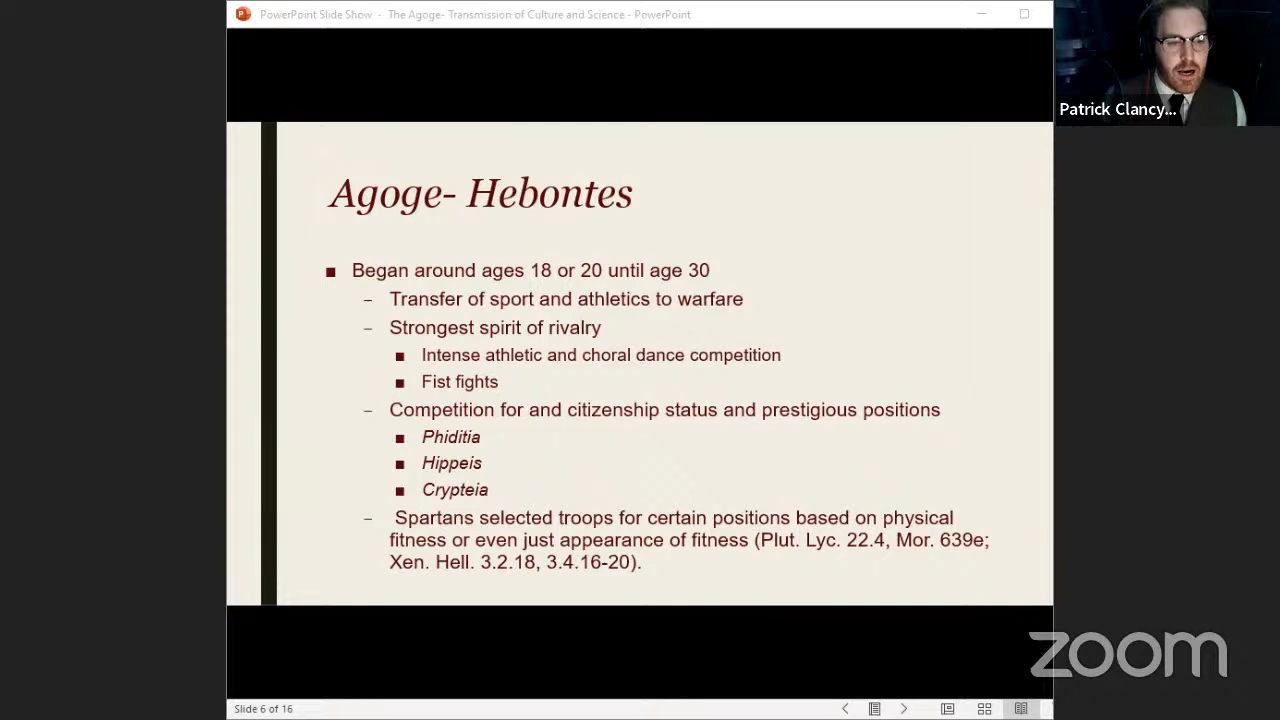 PowerPoint Slide Show - The Agoge- Transmission of Culture and Science - PowerPoint
Patrick Clancy...
Agoge- Hebontes
■ Began around ages 18 or 20 until age 30
– Transfer of sport and athletics to warfare
– Strongest spirit of rivalry
■ Intense athletic and choral dance competition
■ Fist fights
– Competition for and citizenship status and prestigious positions
■ Phiditia
■ Hippeis
■ Crypteia
– Spartans selected troops for certain positions based on physical
fitness or even just appearance of fitness (Plut. Lyc. 22.4, Mor. 639e;
Xen. Hell. 3.2.18, 3.4.16-20).
zoom
Slide 6 of 16